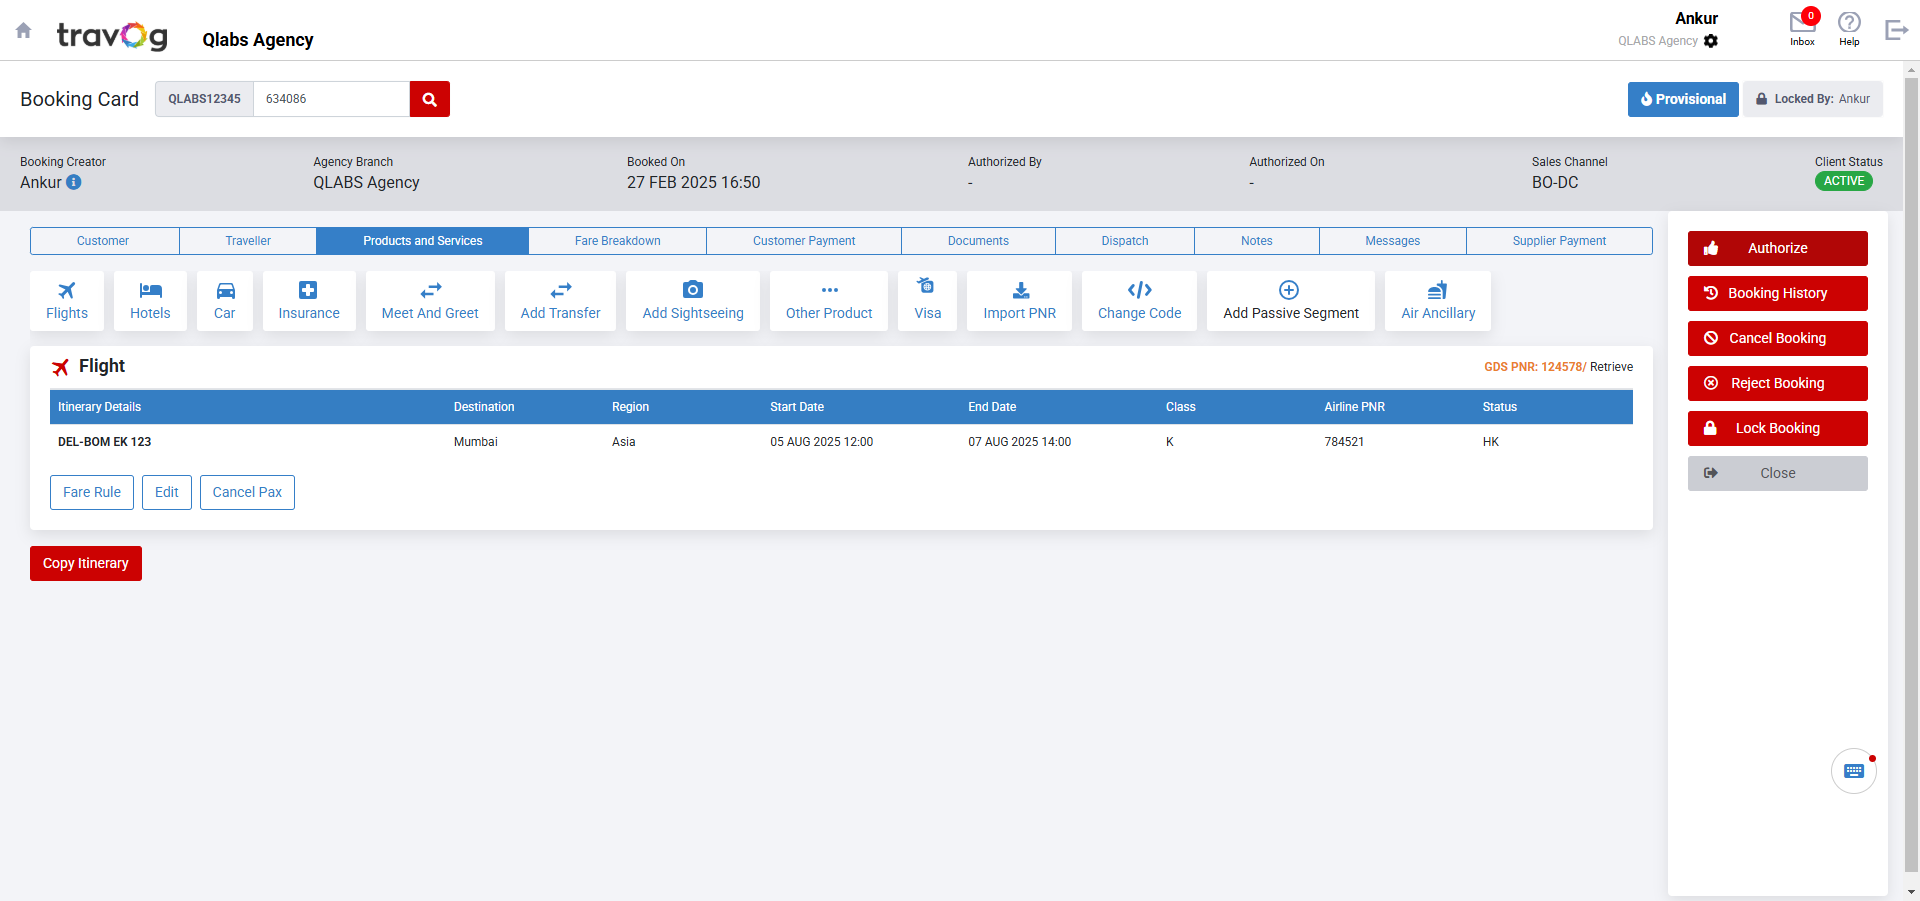 travog
Qlabs Agency
Ankur
QLABS Agency
0
Inbox
Help
Booking Card
QLABS12345
634086
Provisional
Locked By: Ankur
Booking Creator
Ankur
Agency Branch
QLABS Agency
Booked On
27 FEB 2025 16:50
Authorized By
-
Authorized On
-
Sales Channel
BO-DC
Client Status
ACTIVE
Customer
Traveller
Products and Services
Fare Breakdown
Customer Payment
Documents
Dispatch
Notes
Messages
Supplier Payment
Flights
Hotels
Car
Insurance
Meet And Greet
Add Transfer
Add Sightseeing
Other Product
Visa
Import PNR
Change Code
Add Passive Segment
Air Ancillary
Flight
GDS PNR: 124578/ Retrieve
Itinerary Details Destination Region Start Date End Date Class Airline PNR Status
DEL-BOM EK 123 Mumbai Asia 05 AUG 2025 12:00 07 AUG 2025 14:00 K 784521 HK
Fare Rule
Edit
Cancel Pax
Copy Itinerary
Authorize
Booking History
Cancel Booking
Reject Booking
Lock Booking
Close